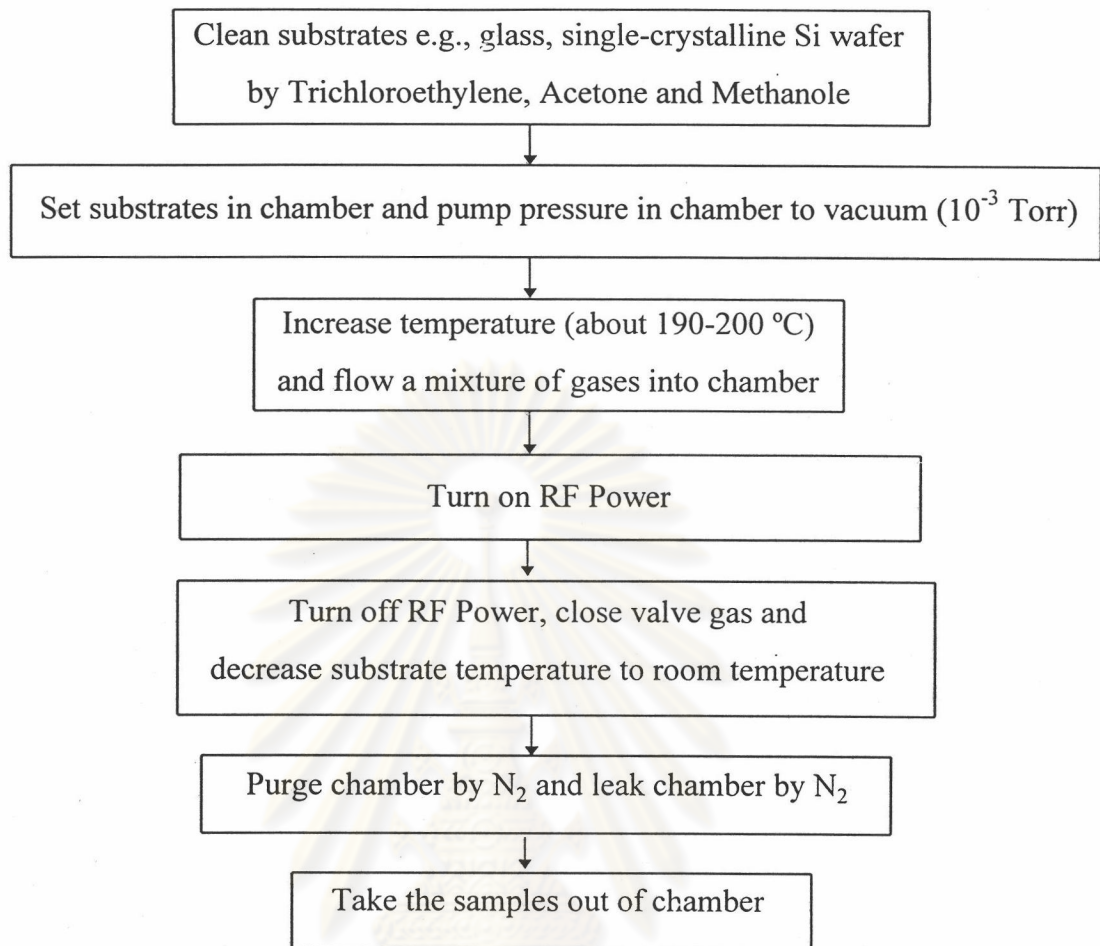 Clean substrates e.g., glass, single-crystalline Si wafer
by Trichloroethylene, Acetone and Methanole
Set substrates in chamber and pump pressure in chamber to vacuum (10⁻³ Torr)
Increase temperature (about 190-200 ºC)
and flow a mixture of gases into chamber
Turn on RF Power
Turn off RF Power, close valve gas and
decrease substrate temperature to room temperature
Purge chamber by N₂ and leak chamber by N₂
Take the samples out of chamber